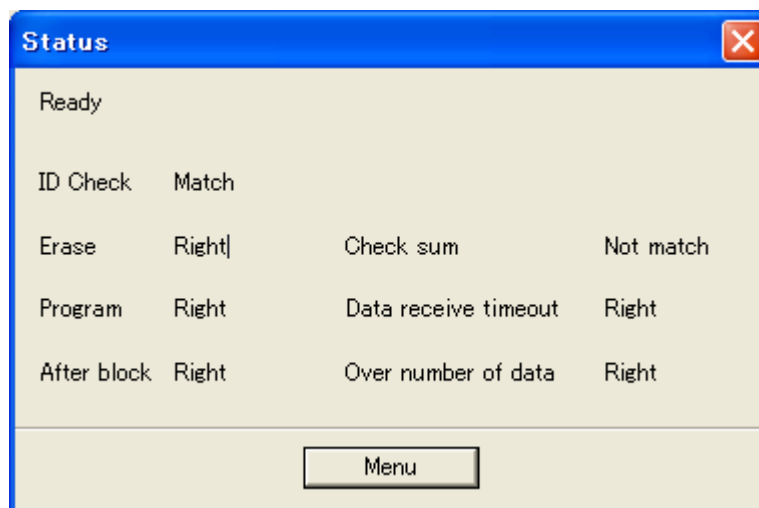 Status
Ready
ID Check Match
Erase Right Check sum Not match
Program Right Data receive timeout Right
After block Right Over number of data Right
Menu